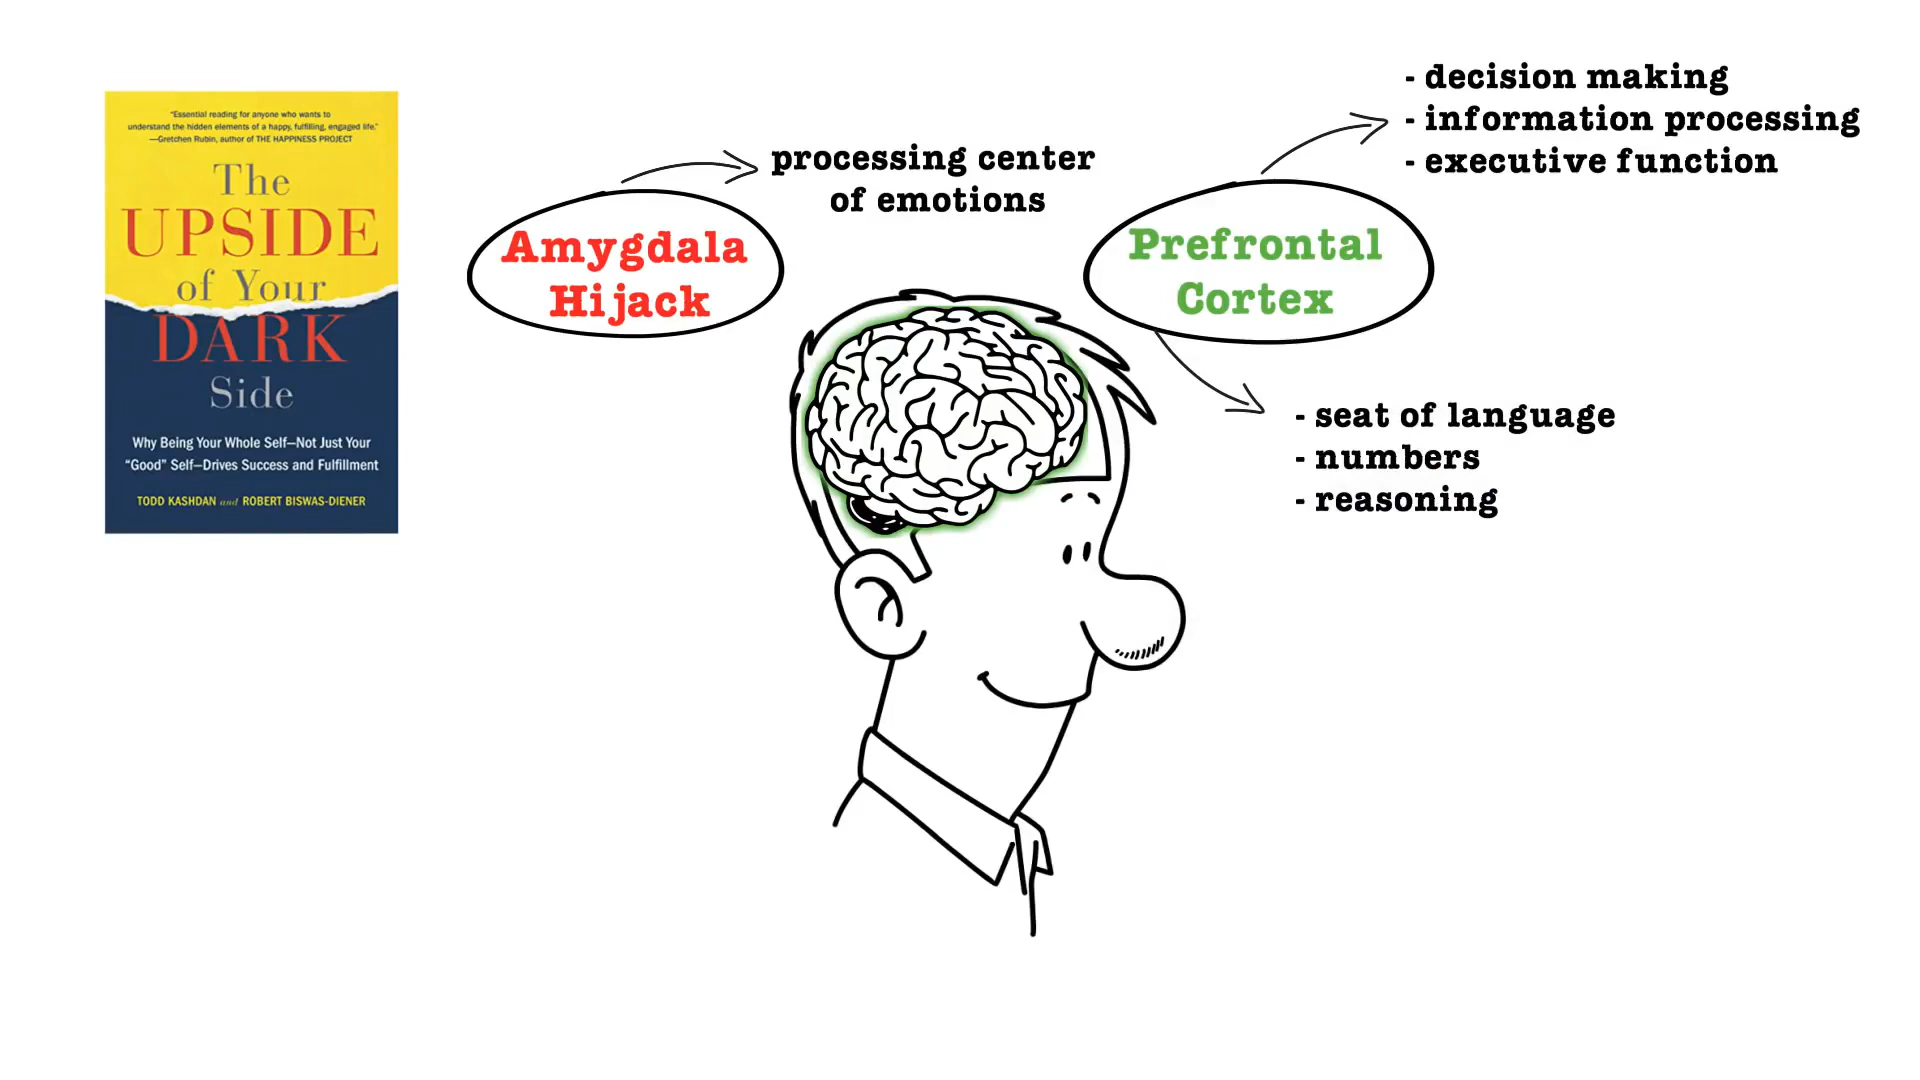 "Essential reading for anyone who wants to
understand the hidden elements of a happy, fulfilling, engaged life."
—Gretchen Rubin, author of THE HAPPINESS PROJECT
The
UPSIDE
of Your
DARK
Side
Why Being Your Whole Self—Not Just Your
"Good" Self—Drives Success and Fulfillment
TODD KASHDAN and ROBERT BISWAS-DIENER
Amygdala
Hijack
processing center
of emotions
Prefrontal
Cortex
- decision making
- information processing
- executive function
- seat of language
- numbers
- reasoning